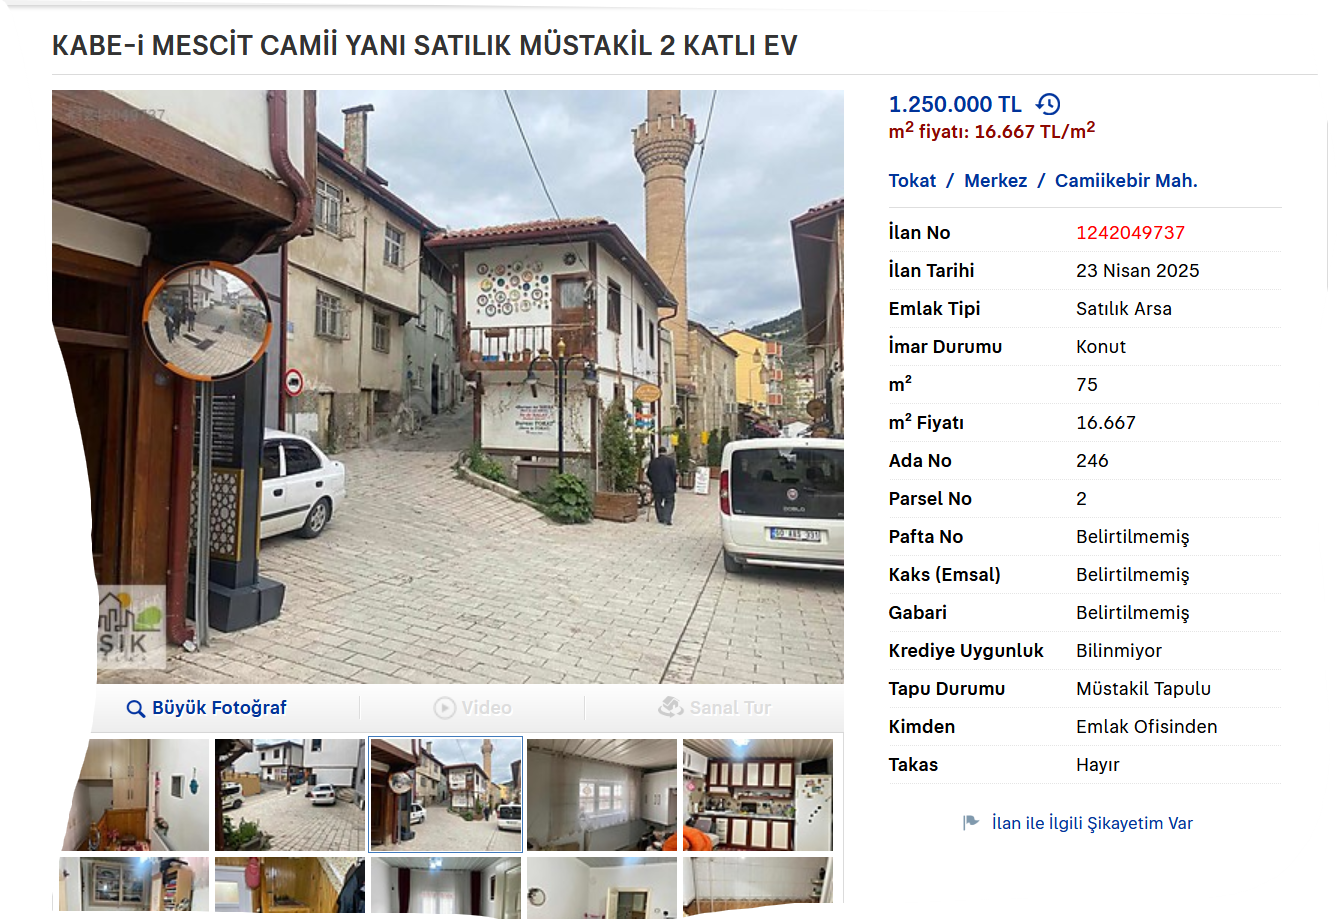 KABE-i MESCİT CAMİİ YANI SATILIK MÜSTAKİL 2 KATLI EV
1242049737
ŞIK
Büyük Fotoğraf
Video
Sanal Tur
1.250.000 TL
m² fiyatı: 16.667 TL/m²
Tokat / Merkez / Camiikebir Mah.
İlan No 1242049737
İlan Tarihi 23 Nisan 2025
Emlak Tipi Satılık Arsa
İmar Durumu Konut
m² 75
m² Fiyatı 16.667
Ada No 246
Parsel No 2
Pafta No Belirtilmemiş
Kaks (Emsal) Belirtilmemiş
Gabari Belirtilmemiş
Krediye Uygunluk Bilinmiyor
Tapu Durumu Müstakil Tapulu
Kimden Emlak Ofisinden
Takas Hayır
İlan ile İlgili Şikayetim Var